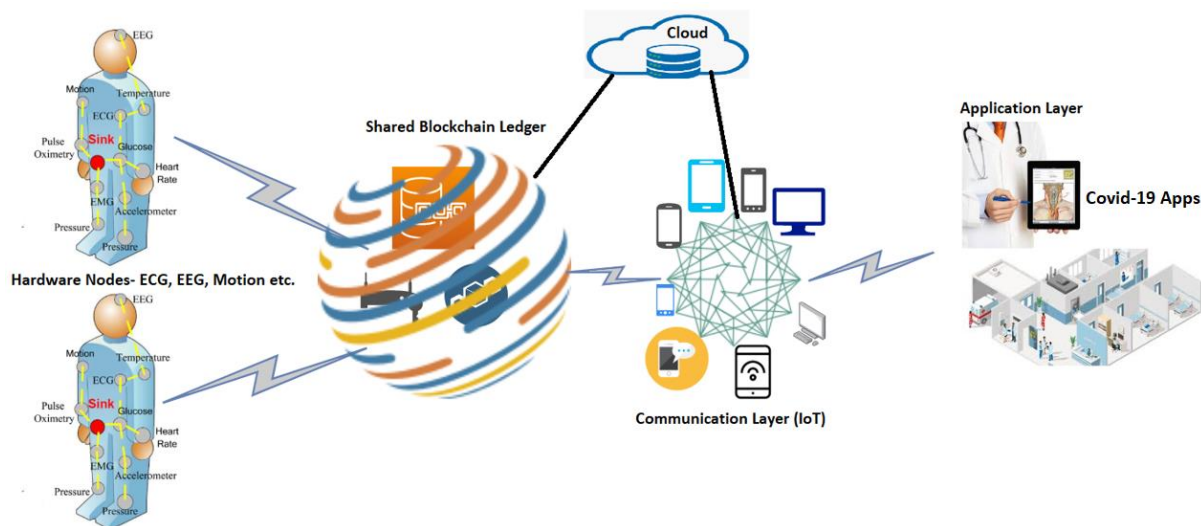 EEG
Motion
Temperature
ECG
Sink
Pulse
Oximetry
Glucose
Heart
Rate
EMG
Accelerometer
Pressure
Pressure
Hardware Nodes- ECG, EEG, Motion etc.
EEG
Motion
Temperature
ECG
Sink
Pulse
Oximetry
Glucose
Heart
Rate
EMG
Accelerometer
Pressure
Pressure
Shared Blockchain Ledger
Cloud
Communication Layer (IoT)
Application Layer
Covid-19 Apps